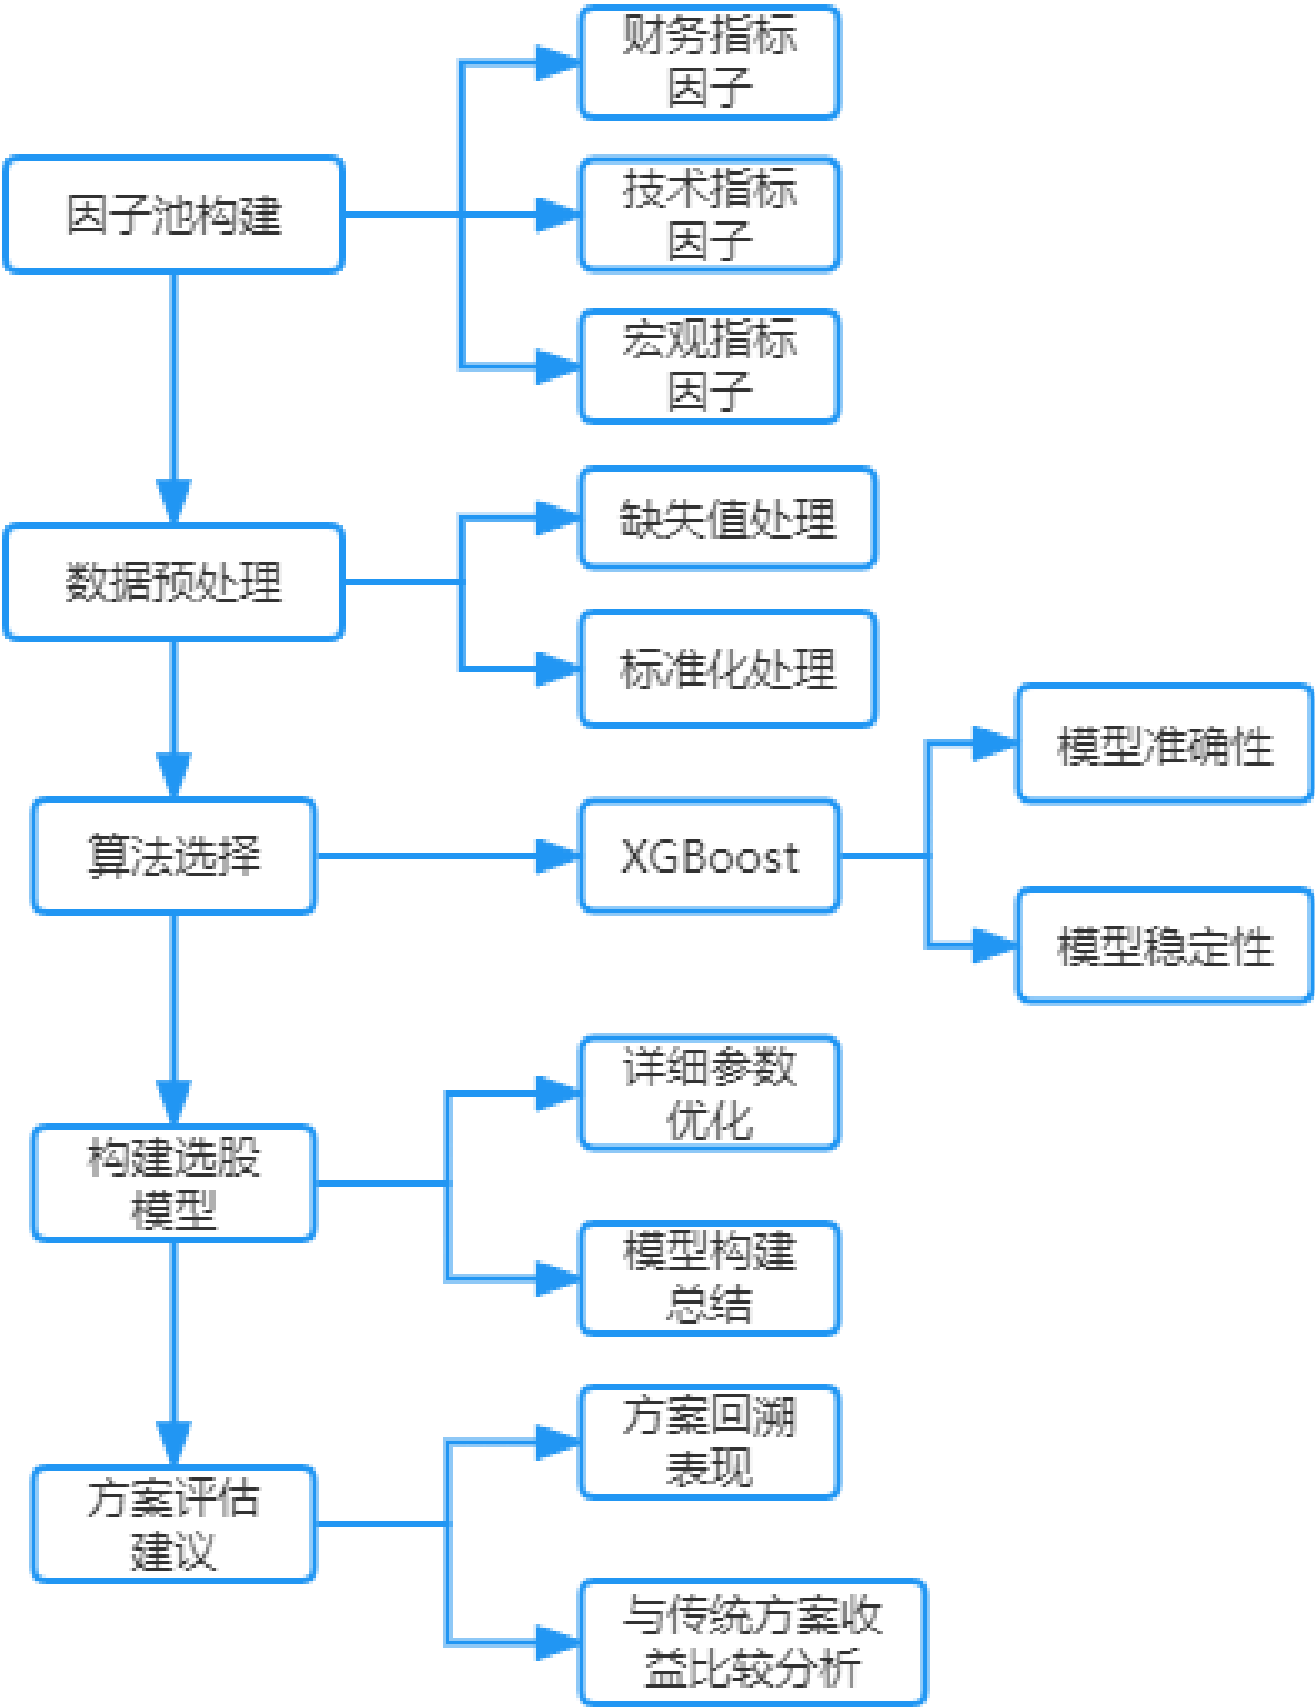 财务指标
因子
因子池构建
技术指标
因子
宏观指标
因子
缺失值处理
数据预处理
标准化处理
模型准确性
算法选择
XGBoost
模型稳定性
详细参数
优化
构建选股
模型
模型构建
总结
方案回溯
表现
方案评估
建议
与传统方案收
益比较分析